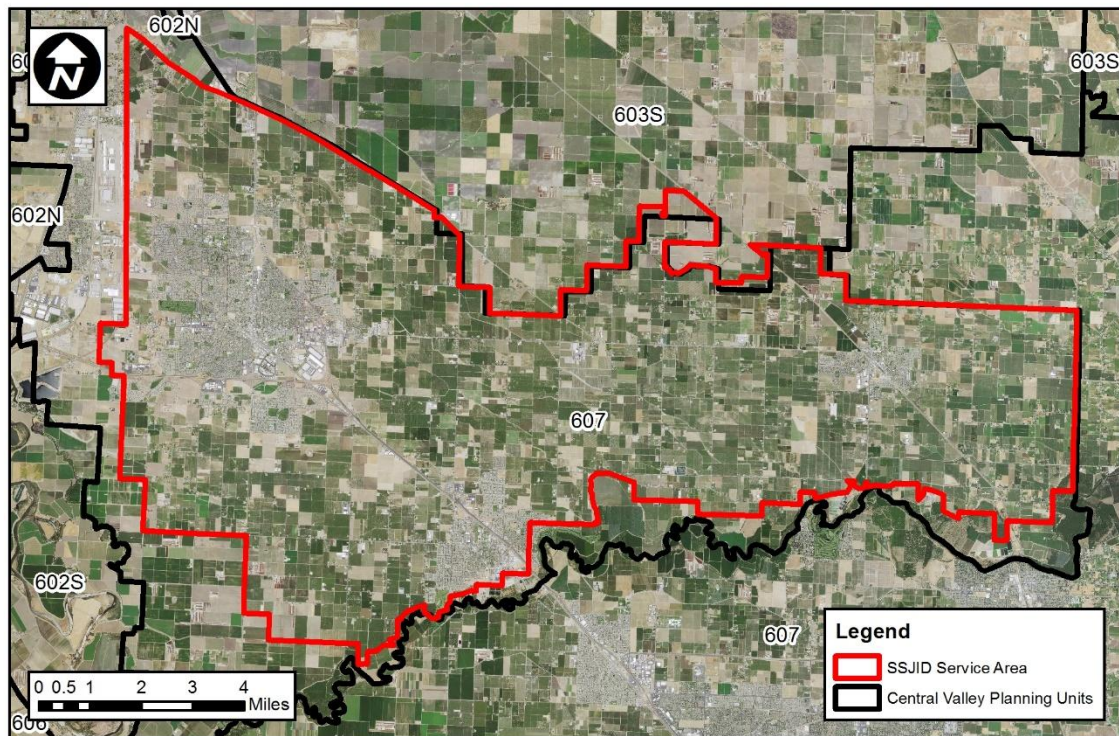 602N
603S
603S
N
602N
607
602S
607
Legend
SSJID Service Area
Central Valley Planning Units
0 0.5 1 2 3 4
Miles